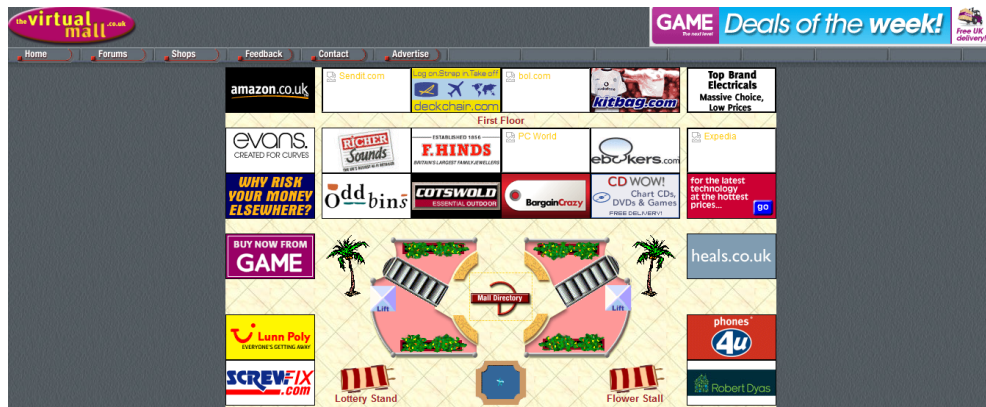 the virtual mall .co.uk
GAME
The next level
Deals of the week!
Free UK delivery!
Home
Forums
Shops
Feedback
Contact
Advertise
amazon.co.uk
Sendit.com
Log on.Strap in.Take off
deckchair.com
bol.com
kitbag.com
Top Brand
Electricals
Massive Choice,
Low Prices
First Floor
evans.
CREATED FOR CURVES
RICHER
Sounds
ESTABLISHED 1856
F.HINDS
BRITAIN'S LARGEST FAMILY JEWELLERS
PC World
ebookers.com
Expedia
WHY RISK
YOUR MONEY
ELSEWHERE?
Oddbins
COTSWOLD
ESSENTIAL OUTDOOR
BargainCrazy
CD WOW!
Chart CDs,
DVDs & Games
FREE DELIVERY!
for the latest
technology
at the hottest
prices...
go
BUY NOW FROM
GAME
heals.co.uk
Lift
Mall Directory
Lift
Lunn Poly
EVERYONE'S GETTING AWAY
phones
4u
SCREWFIX
.com
Robert Dyas
Lottery Stand
Flower Stall